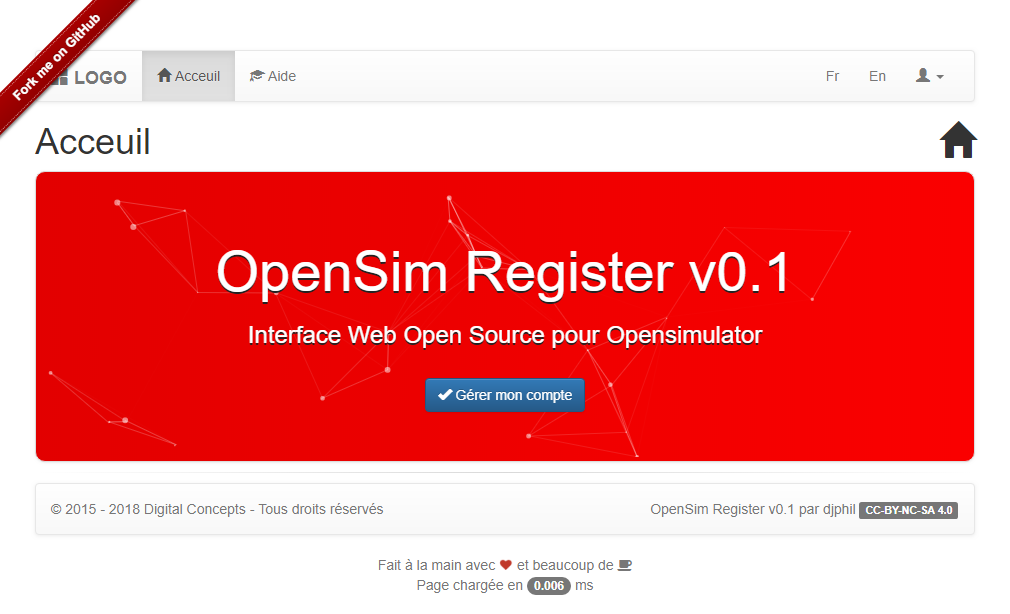 Fork me on GitHub
LOGO Acceuil Aide Fr En
Acceuil
OpenSim Register v0.1
Interface Web Open Source pour Opensimulator
Gérer mon compte
© 2015 - 2018 Digital Concepts - Tous droits réservés OpenSim Register v0.1 par djphil CC-BY-NC-SA 4.0
Fait à la main avec et beaucoup de
Page chargée en 0.006 ms